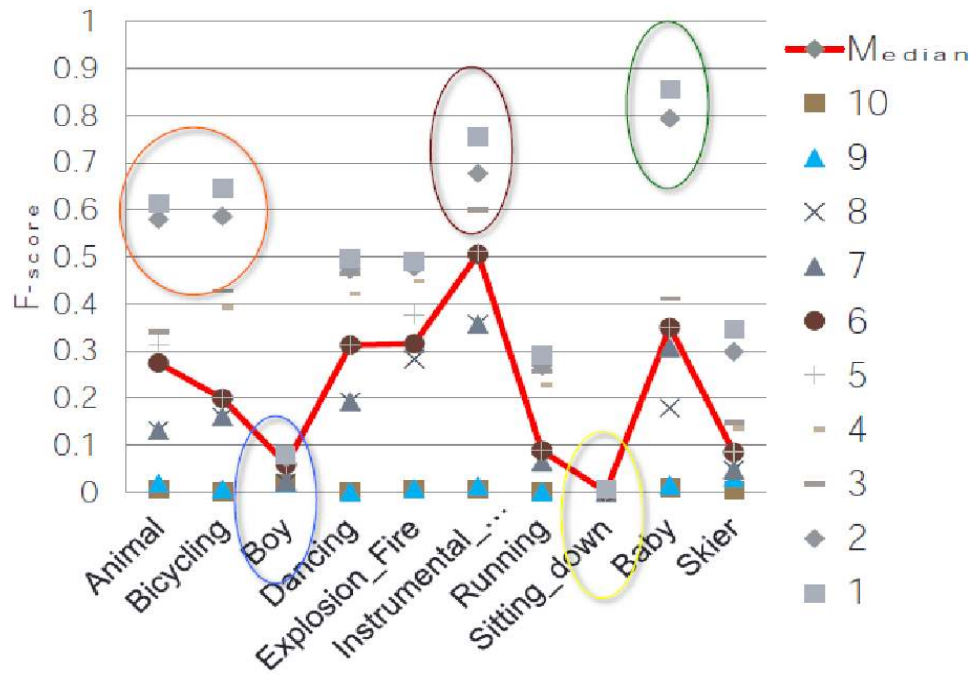 1
0.9
0.8
0.7
0.6
0.5
0.4
0.3
0.2
0.1
0
F-score
Animal
Bicycling
Boy
Dancing
Explosion_Fire
Instrumental_...
Running
Sitting_down
Baby
Skier
Median
10
9
8
7
6
5
4
3
2
1